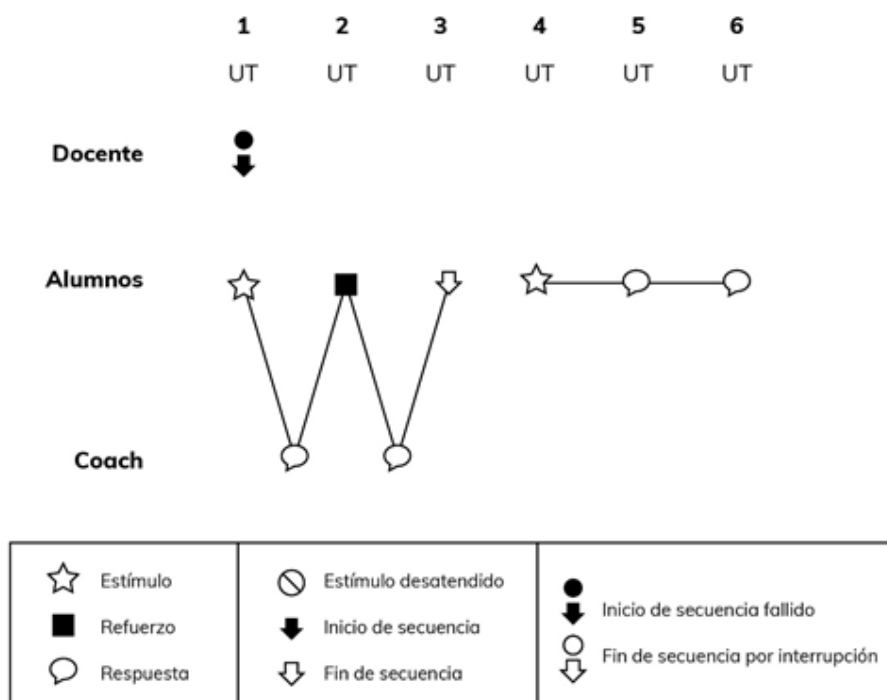 1 2 3 4 5 6
UT UT UT UT UT UT
Docente
Alumnos
Coach
Estímulo
Refuerzo
Respuesta
Estímulo desatendido
Inicio de secuencia
Fin de secuencia
Inicio de secuencia fallido
Fin de secuencia por interrupción